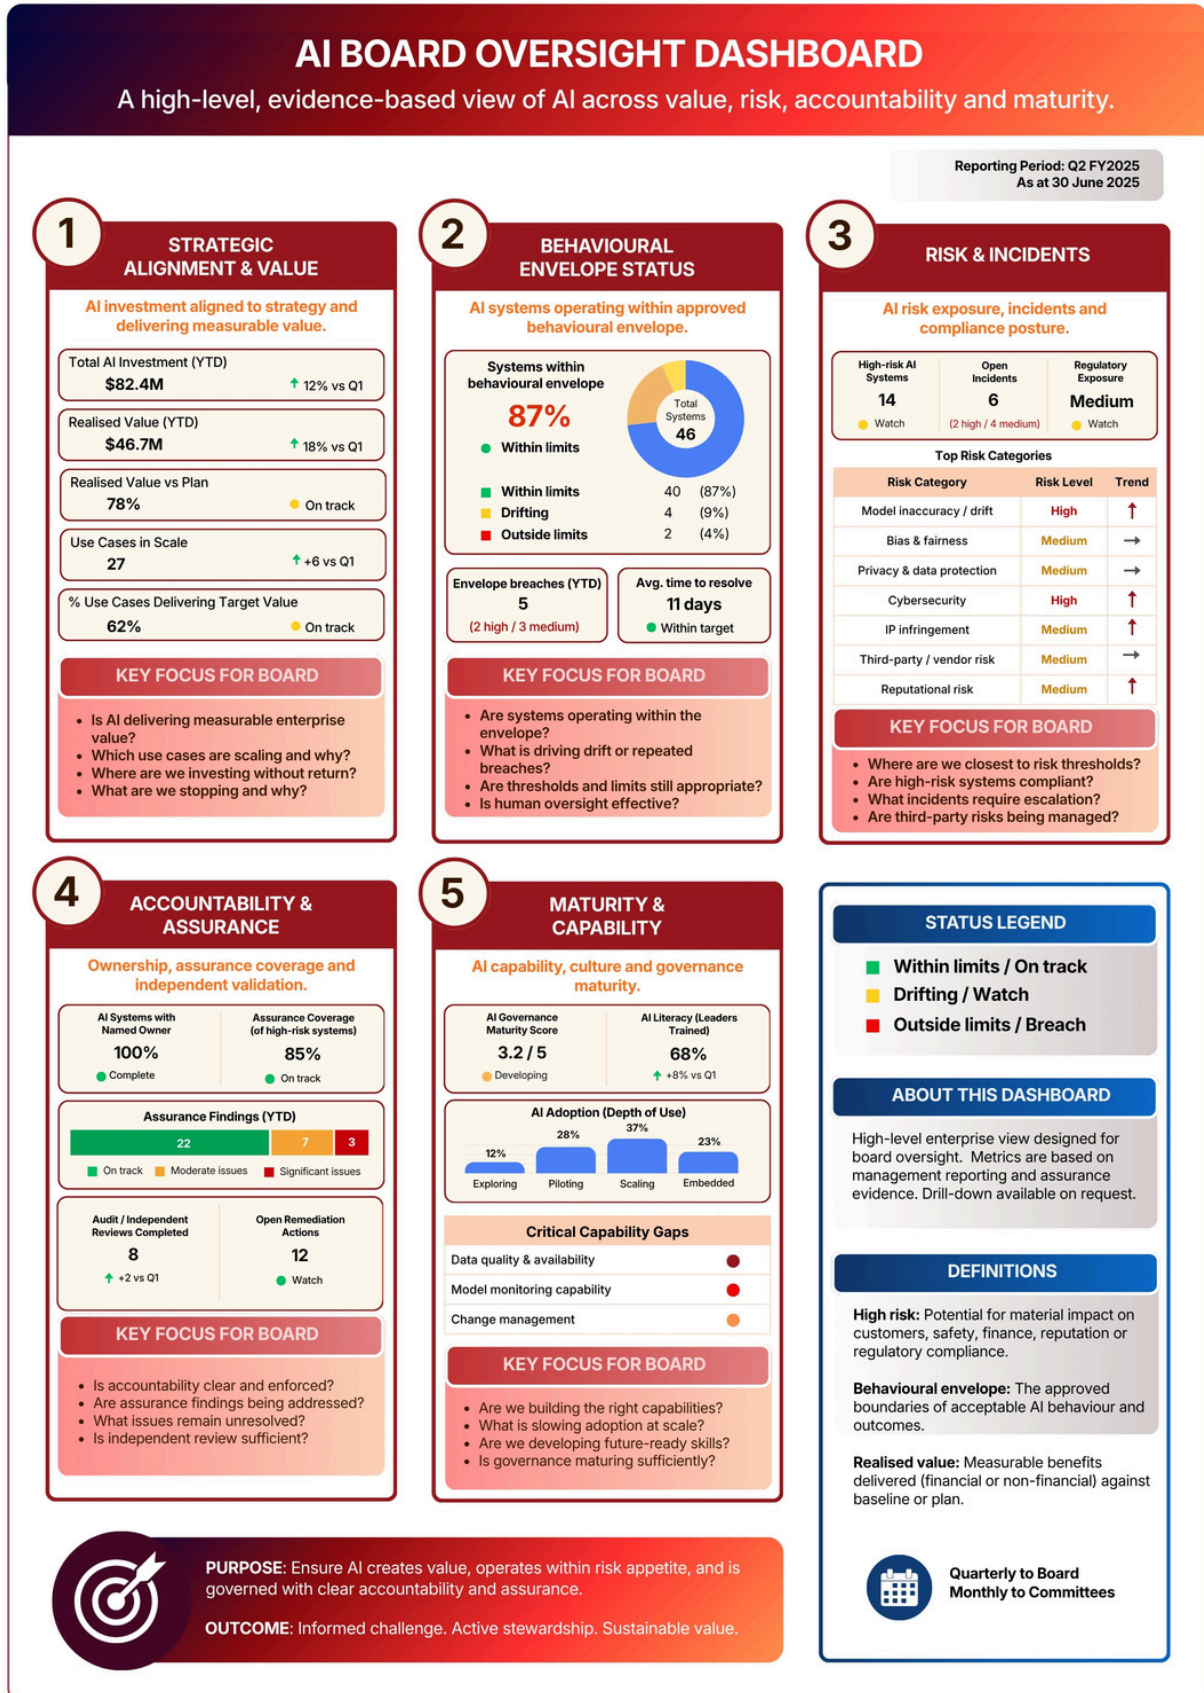 AI BOARD OVERSIGHT DASHBOARD
A high-level, evidence-based view of AI across value, risk, accountability and maturity.
Reporting Period: Q2 FY2025
As at 30 June 2025
1
STRATEGIC
ALIGNMENT & VALUE
AI investment aligned to strategy and
delivering measurable value.
Total AI Investment (YTD)
$82.4M
12% vs Q1
Realised Value (YTD)
$46.7M
18% vs Q1
Realised Value vs Plan
78%
On track
Use Cases in Scale
27
+6 vs Q1
% Use Cases Delivering Target Value
62%
On track
KEY FOCUS FOR BOARD
• Is AI delivering measurable enterprise
value?
• Which use cases are scaling and why?
• Where are we investing without return?
• What are we stopping and why?
2
BEHAVIOURAL
ENVELOPE STATUS
AI systems operating within approved
behavioural envelope.
Systems within
behavioural envelope
87%
Within limits
Total
Systems
46
Within limits 40 (87%)
Drifting 4 (9%)
Outside limits 2 (4%)
Envelope breaches (YTD)
5
(2 high / 3 medium)
Avg. time to resolve
11 days
Within target
KEY FOCUS FOR BOARD
• Are systems operating within the
envelope?
• What is driving drift or repeated
breaches?
• Are thresholds and limits still appropriate?
• Is human oversight effective?
3
RISK & INCIDENTS
AI risk exposure, incidents and
compliance posture.
High-risk AI
Systems
14
Watch
Open
Incidents
6
(2 high / 4 medium)
Regulatory
Exposure
Medium
Watch
Top Risk Categories
Risk Category Risk Level Trend
Model inaccuracy / drift High ↑
Bias & fairness Medium →
Privacy & data protection Medium →
Cybersecurity High ↑
IP infringement Medium ↑
Third-party / vendor risk Medium →
Reputational risk Medium ↑
KEY FOCUS FOR BOARD
• Where are we closest to risk thresholds?
• Are high-risk systems compliant?
• What incidents require escalation?
• Are third-party risks being managed?
4
ACCOUNTABILITY &
ASSURANCE
Ownership, assurance coverage and
independent validation.
AI Systems with
Named Owner
100%
Complete
Assurance Coverage
(of high-risk systems)
85%
On track
Assurance Findings (YTD)
22 7 3
On track Moderate issues Significant issues
Audit / Independent
Reviews Completed
8
+2 vs Q1
Open Remediation
Actions
12
Watch
KEY FOCUS FOR BOARD
• Is accountability clear and enforced?
• Are assurance findings being addressed?
• What issues remain unresolved?
• Is independent review sufficient?
5
MATURITY &
CAPABILITY
AI capability, culture and governance
maturity.
AI Governance
Maturity Score
3.2 / 5
Developing
AI Literacy (Leaders
Trained)
68%
+8% vs Q1
AI Adoption (Depth of Use)
12% 28% 37% 23%
Exploring Piloting Scaling Embedded
Critical Capability Gaps
Data quality & availability
Model monitoring capability
Change management
KEY FOCUS FOR BOARD
• Are we building the right capabilities?
• What is slowing adoption at scale?
• Are we developing future-ready skills?
• Is governance maturing sufficiently?
STATUS LEGEND
Within limits / On track
Drifting / Watch
Outside limits / Breach
ABOUT THIS DASHBOARD
High-level enterprise view designed for
board oversight. Metrics are based on
management reporting and assurance
evidence. Drill-down available on request.
DEFINITIONS
High risk: Potential for material impact on
customers, safety, finance, reputation or
regulatory compliance.
Behavioural envelope: The approved
boundaries of acceptable AI behaviour and
outcomes.
Realised value: Measurable benefits
delivered (financial or non-financial) against
baseline or plan.
Quarterly to Board
Monthly to Committees
PURPOSE: Ensure AI creates value, operates within risk appetite, and is
governed with clear accountability and assurance.
OUTCOME: Informed challenge. Active stewardship. Sustainable value.